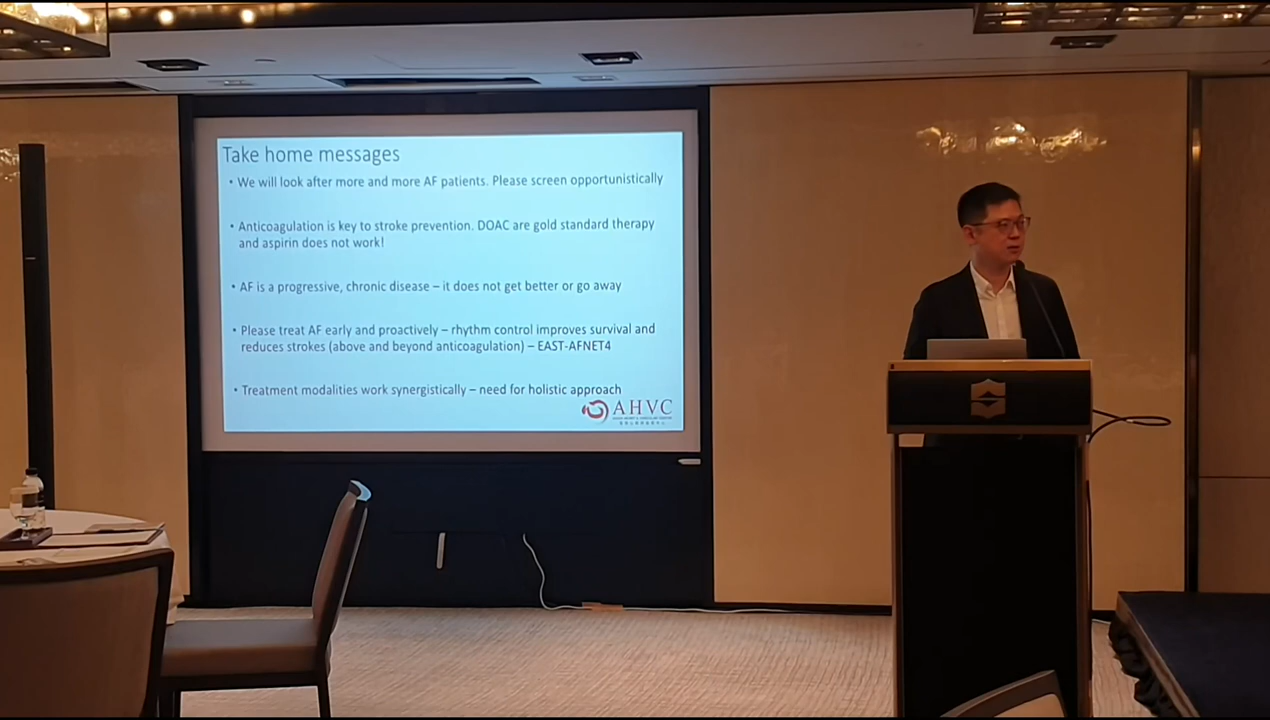 Take home messages
• We will look after more and more AF patients. Please screen opportunistically
• Anticoagulation is key to stroke prevention. DOAC are gold standard therapy
and aspirin does not work!
• AF is a progressive, chronic disease – it does not get better or go away
• Please treat AF early and proactively – rhythm control improves survival and
reduces strokes (above and beyond anticoagulation) – EAST-AFNET4
• Treatment modalities work synergistically – need for holistic approach
AHVC